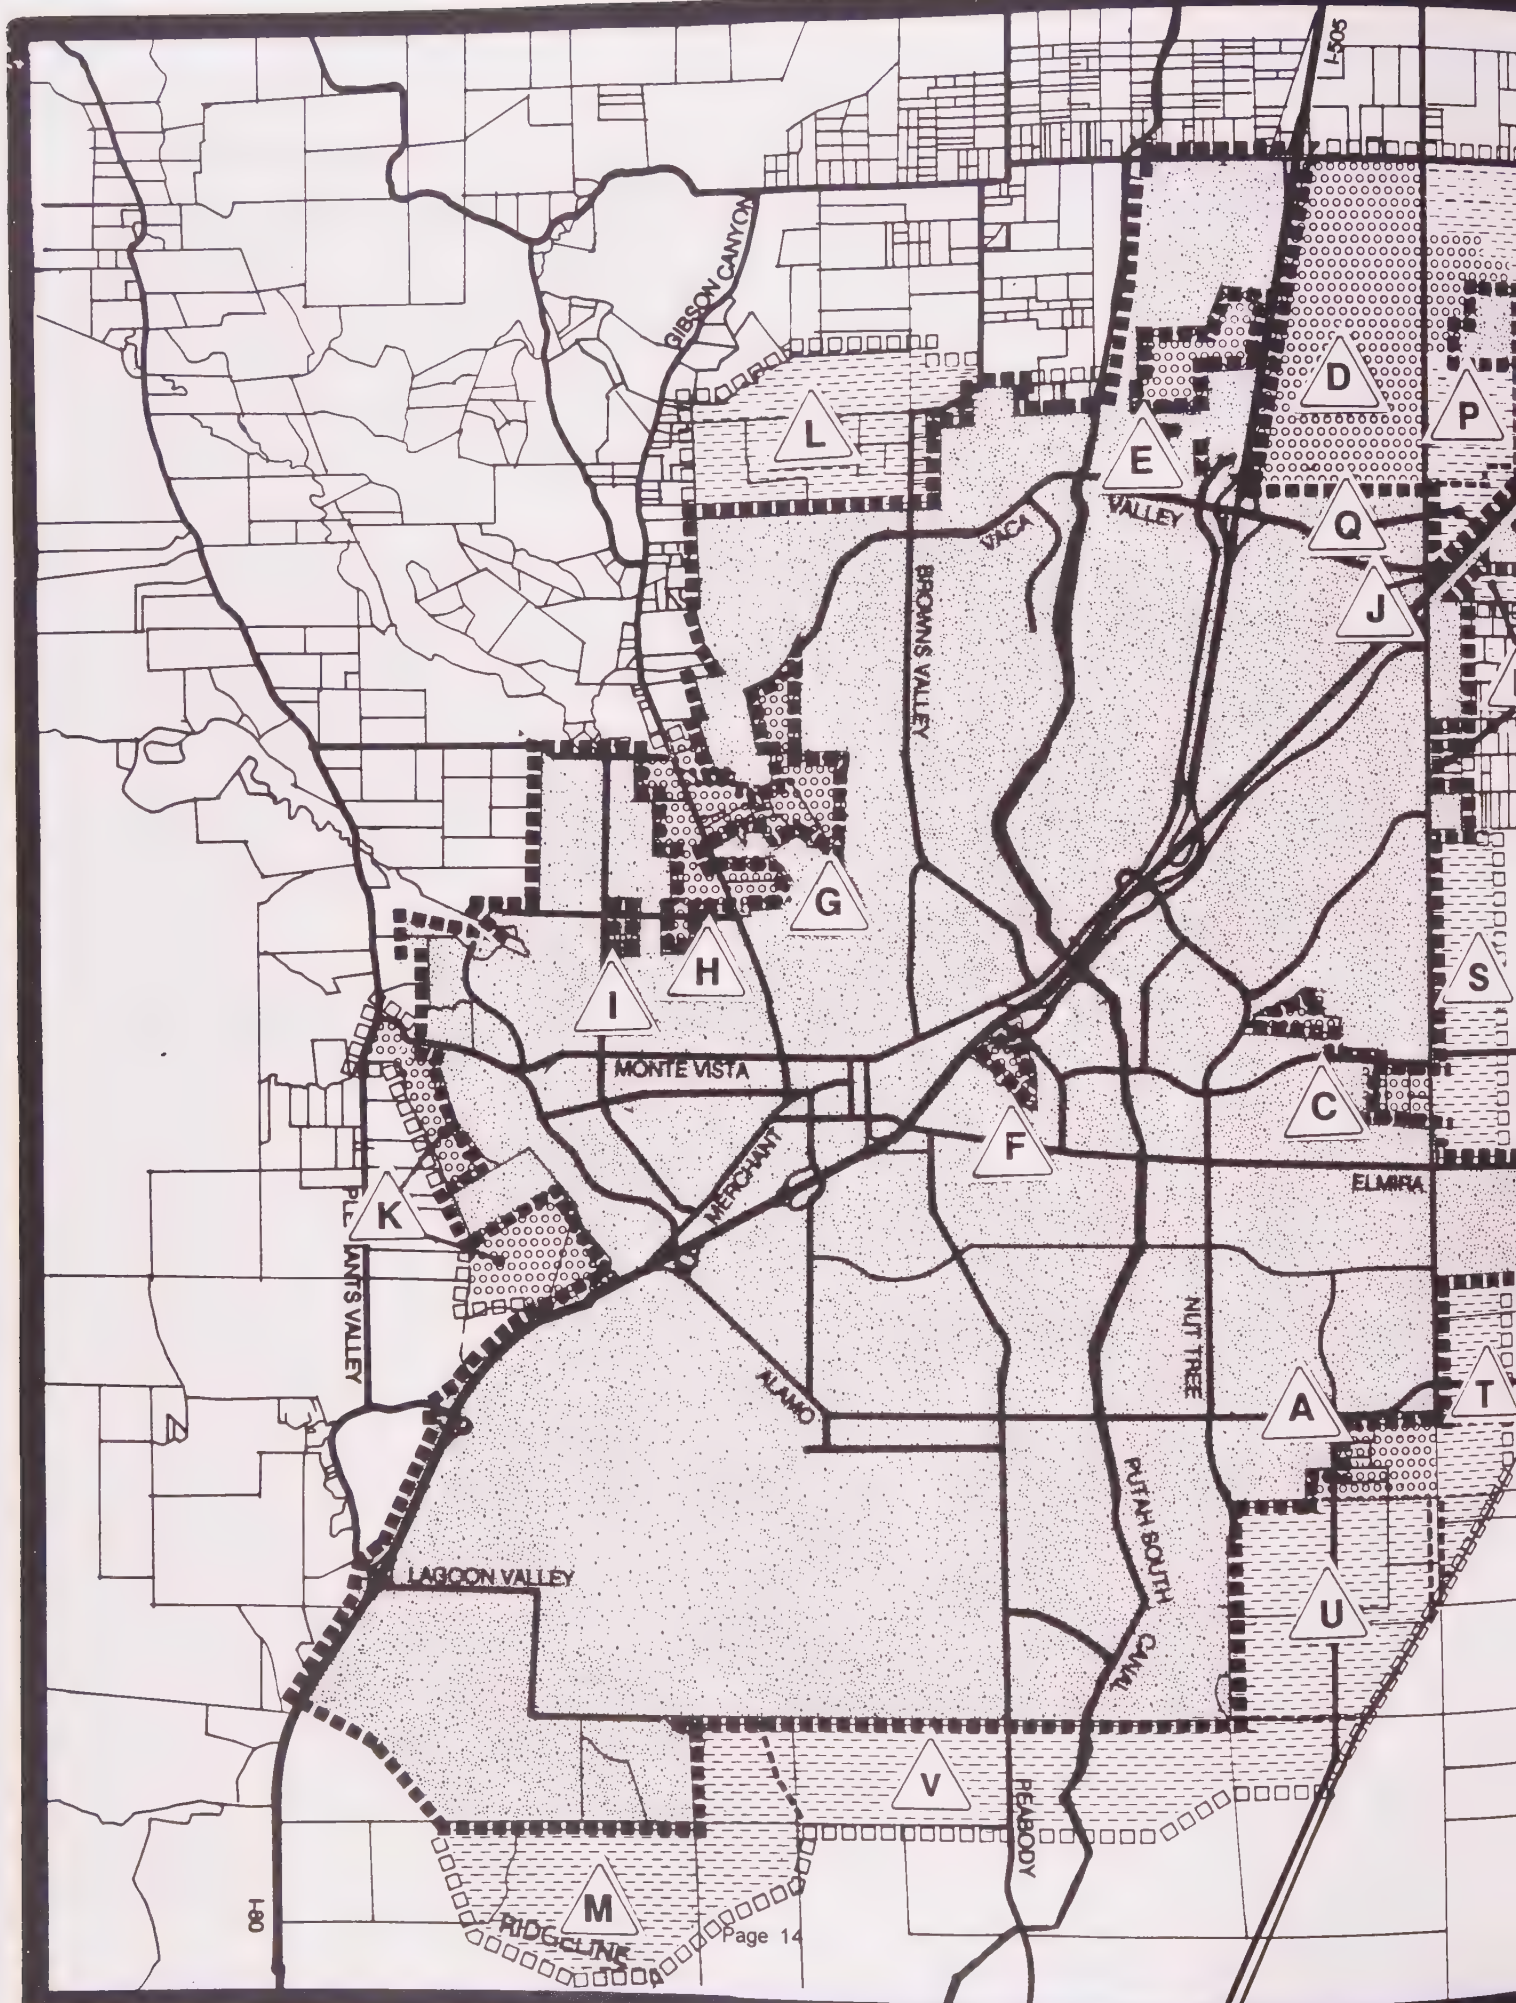 I-505
GIBSON CANYON
D
P
L
E
VALLEY
Q
VACA
BROWNS VALLEY
J
G
H
S
I
MONTE VISTA
C
F
MERCHANT
ELMIRA
K
ANTS VALLEY
NUT TREE
ALAMO
A
T
PUTAH SOUTH
CANAL
LAGOON VALLEY
U
V
PEABODY
M
I-80
RIDGELINE
Page 14